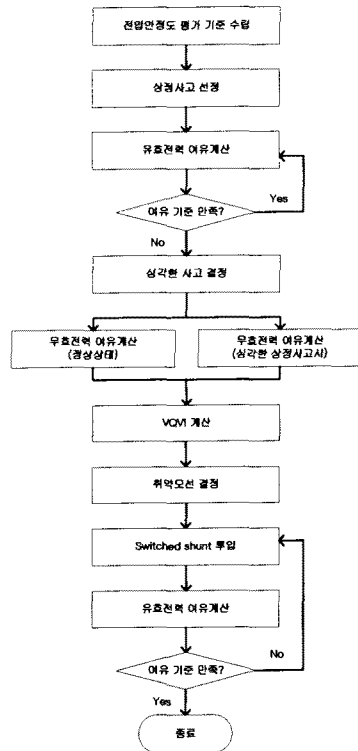 전압안정도 평가 기준 수립
상정사고 선정
유효전력 여유계산
여유 기준 만족?
Yes
No
심각한 사고 결정
무효전력 여유계산
(정상상태)
무효전력 여유계산
(심각한 상정사고시)
VQVI 계산
취약모선 결정
Switched shunt 투입
유효전력 여유계산
여유 기준 만족?
No
Yes
종료